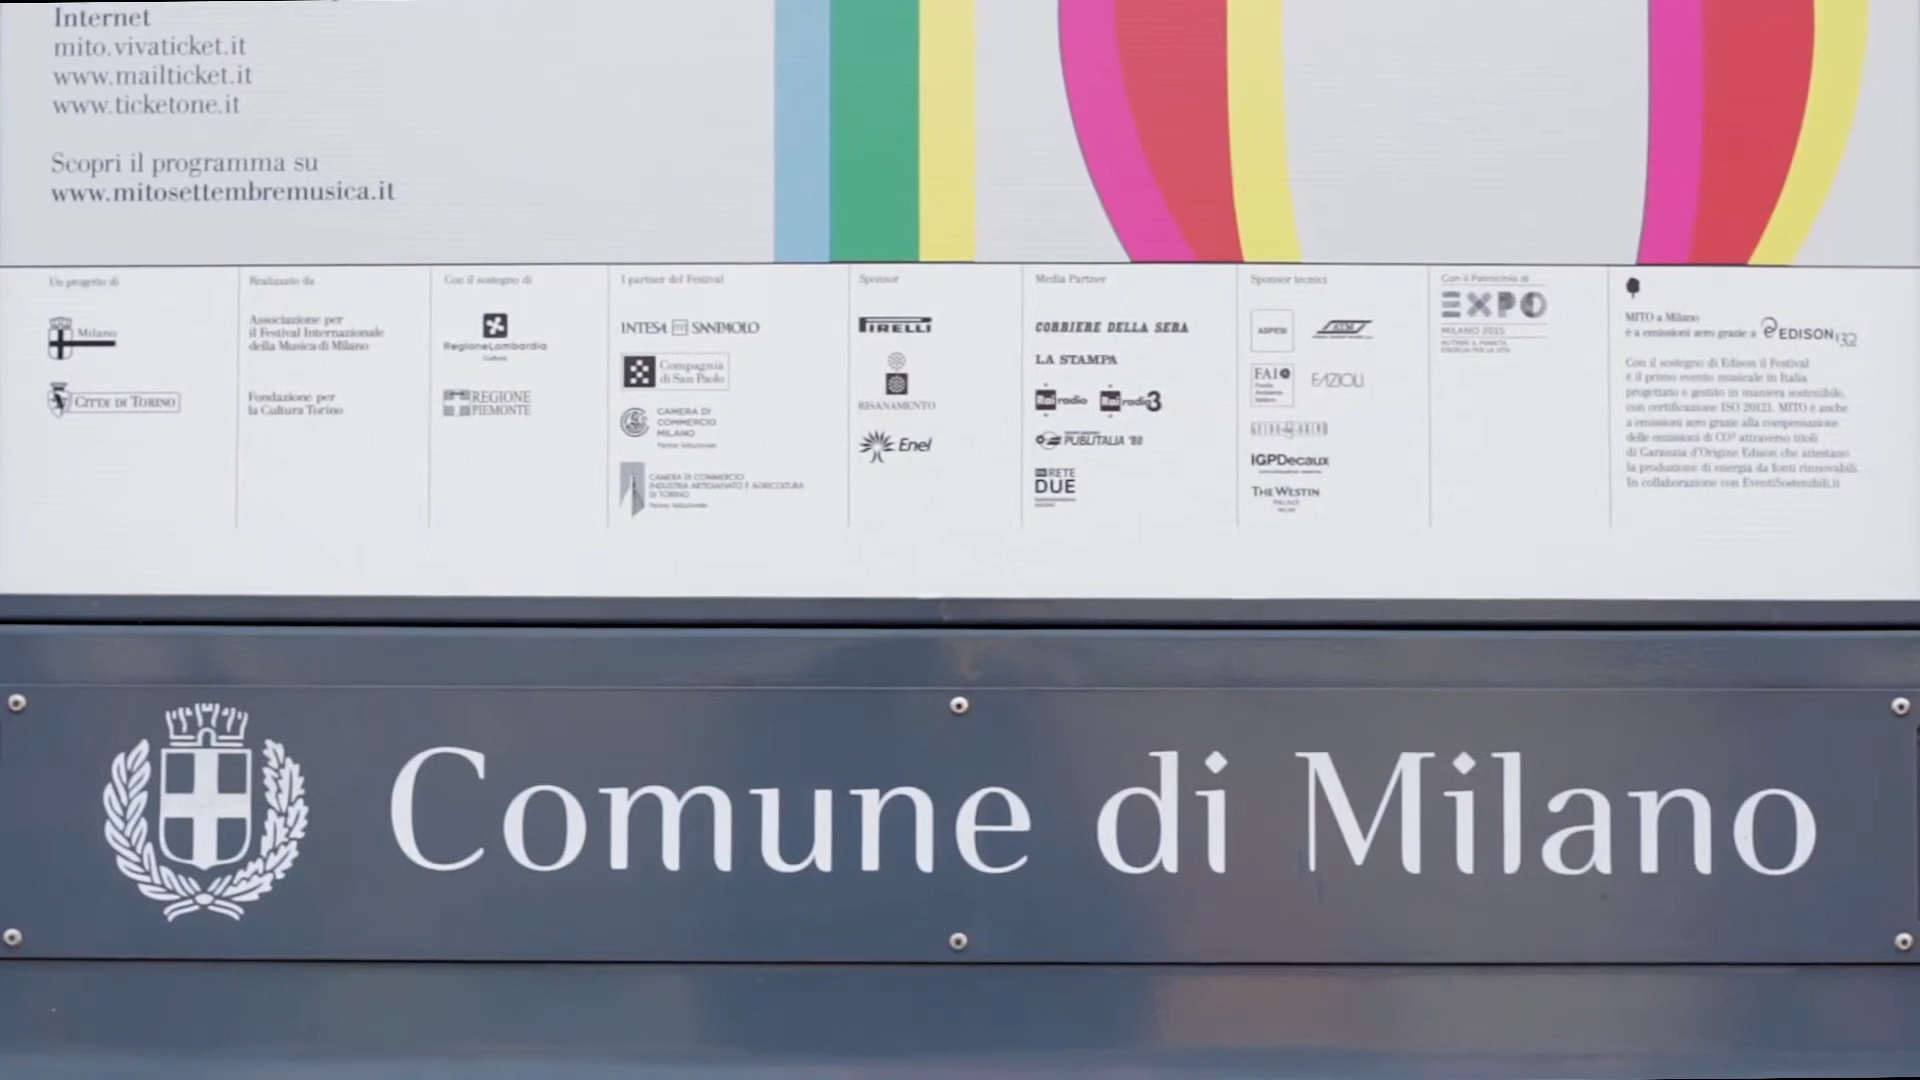 Internet
mito.vivaticket.it
www.mailticket.it
www.ticketone.it
Scopri il programma su
www.mitosettembremusica.it
Un progetto di
Milano
CITTA' DI TORINO
Realizzato da
Associazione per
il Festival Internazionale
della Musica di Milano
Fondazione per
la Cultura Torino
Con il sostegno di
RegioneLombardia
Cultura
REGIONE
PIEMONTE
I partner del Festival
INTESA SANPAOLO
Compagnia
di San Paolo
CAMERA DI
COMMERCIO
MILANO
Partner Istituzionale
CAMERA DI COMMERCIO
INDUSTRIA ARTIGIANATO E AGRICOLTURA
DI TORINO
Partner Istituzionale
Sponsor
PIRELLI
RISANAMENTO
Enel
Media Partner
CORRIERE DELLA SERA
LA STAMPA
Rai radio Rai radio3
PUBLITALIA '80
RETE
DUE
Sponsor tecnici
ASPESI ATM
FAI FAZIOLI
IGPDecaux
THE WESTIN
PALACE
MILAN
Con il Patrocinio di
EXPO
MILANO 2015
NUTRIRE IL PIANETA
ENERGIA PER LA VITA
MITO a Milano
è a emissioni zero grazie a EDISON
Con il sostegno di Edison il Festival
è il primo evento musicale in Italia
progettato e gestito in maniera sostenibile,
con certificazione ISO 20121. MITO è anche
a emissioni zero grazie alla compensazione
delle emissioni di CO² attraverso titoli
di Garanzia d'Origine Edison che attestano
la produzione di energia da fonti rinnovabili.
In collaborazione con EventiSostenibili.it
Comune di Milano